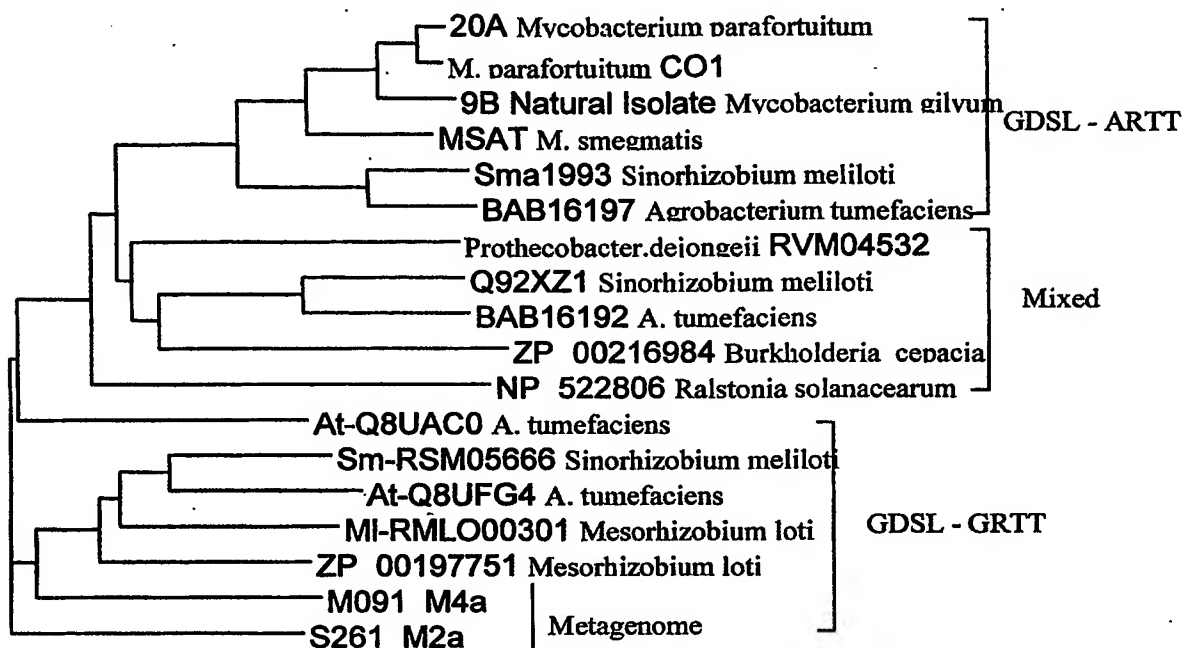 20A Mycobacterium parafortuitum
M. parafortuitum CO1
9B Natural Isolate Mycobacterium gilvum
GDSL - ARTT
MSAT M. smegmatis
Sma1993 Sinorhizobium meliloti
BAB16197 Agrobacterium tumefaciens
Prothecobacter.dejongeii RVM04532
Q92XZ1 Sinorhizobium meliloti
Mixed
BAB16192 A. tumefaciens
ZP 00216984 Burkholderia cepacia
NP 522806 Ralstonia solanacearum
At-Q8UAC0 A. tumefaciens
Sm-RSM05666 Sinorhizobium meliloti
At-Q8UFG4 A. tumefaciens
GDSL - GRTT
Ml-RMLO00301 Mesorhizobium loti
ZP 00197751 Mesorhizobium loti
M091 M4a
Metagenome
S261 M2a